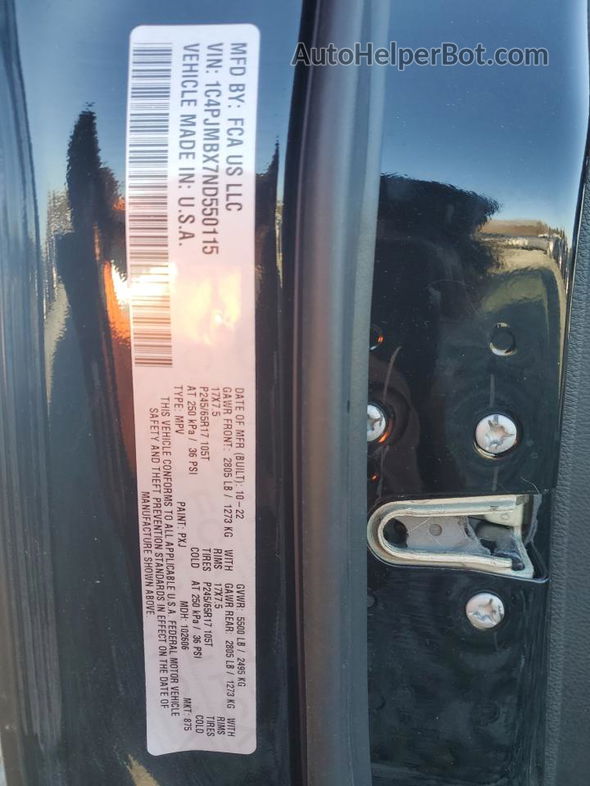 AutoHelperBot.com
MFD BY: FCA US LLC
VIN: 1C4PJMBX7ND550115
VEHICLE MADE IN: U.S.A.
DATE OF MFR (BUILT): 10-22 GVWR: 5500 LB / 2495 KG
GAWR FRONT: 2805 LB / 1273 KG WITH GAWR REAR: 2805 LB / 1273 KG WITH
17X7.5 RIMS 17X7.5 RIMS
P245/65R17 105T TIRES P245/65R17 105T TIRES
AT 250 kPa / 36 PSI COLD AT 250 kPa / 36 PSI COLD
TYPE: MPV PAINT: PXJ MDH: 102606 MKT: 875
THIS VEHICLE CONFORMS TO ALL APPLICABLE U.S.A. FEDERAL MOTOR VEHICLE
SAFETY AND THEFT PREVENTION STANDARDS IN EFFECT ON THE DATE OF
MANUFACTURE SHOWN ABOVE.